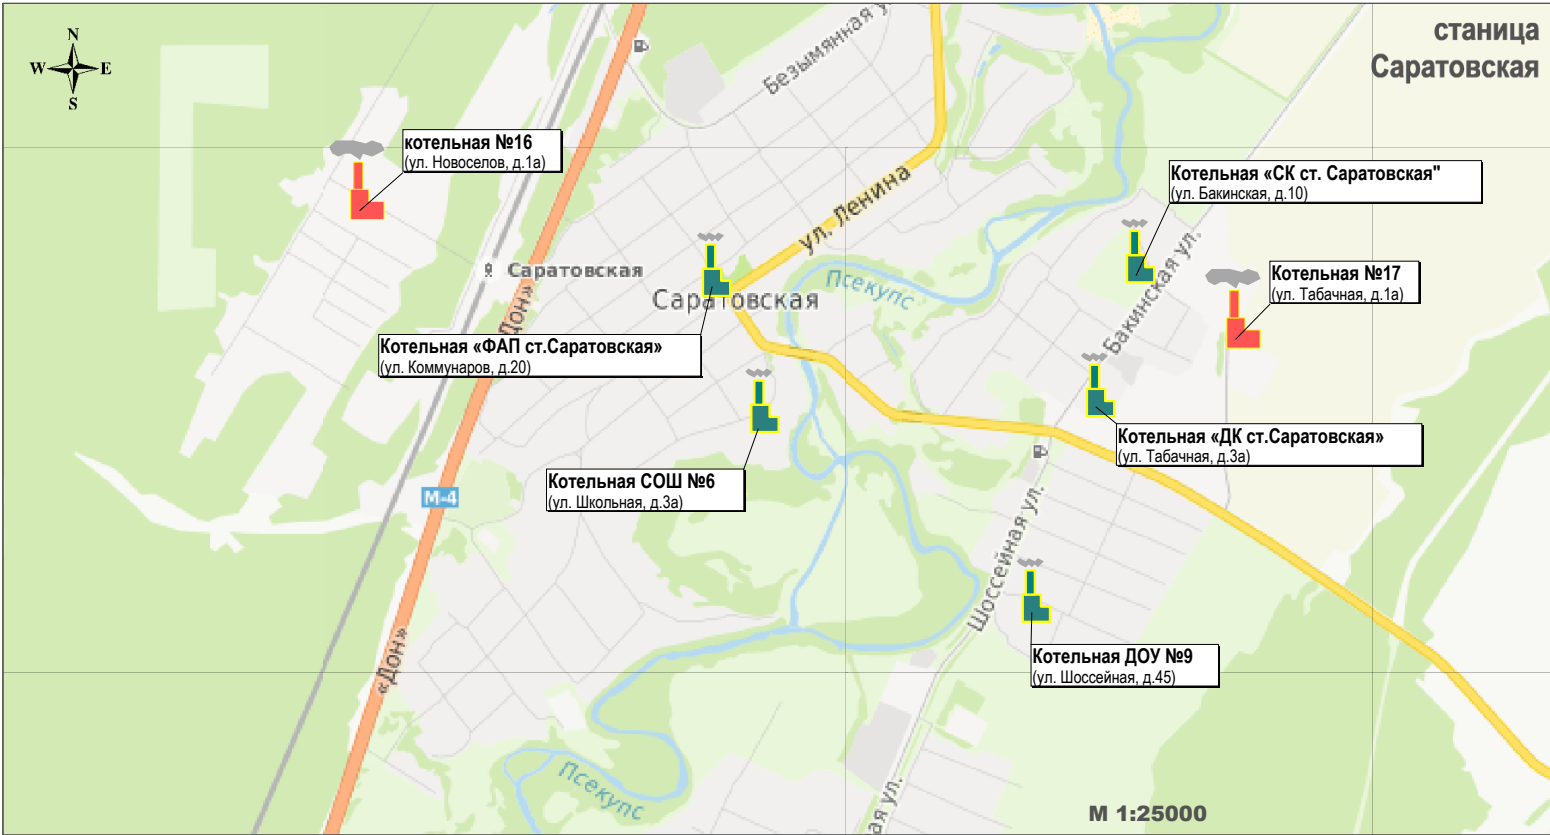 станица
Саратовская
N
W
E
S
Безымянная у
котельная №16
(ул. Новоселов, д.1а)
ул. Ленина
Котельная «СК ст. Саратовская"
(ул. Бакинская, д.10)
Саратовская
Саратовская
Псекупс
Бакинская ул.
Котельная №17
(ул. Табачная, д.1а)
Дон»
Котельная «ФАП ст.Саратовская»
(ул. Коммунаров, д.20)
Котельная «ДК ст.Саратовская»
(ул. Табачная, д.3а)
Котельная СОШ №6
(ул. Школьная, д.3а)
М-4
Шоссейная ул.
«Дон»
Котельная ДОУ №9
(ул. Шоссейная, д.45)
Псекупс
ая ул.
М 1:25000